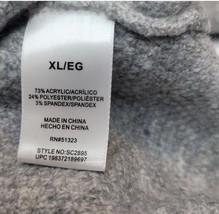 XL/EG
73% ACRYLIC/ACRÍLICO
24% POLYESTER/POLIÉSTER
3% SPANDEX/SPANDEX
MADE IN CHINA
HECHO EN CHINA
RN#51323
STYLE NO:SC2895
UPC 198372189697